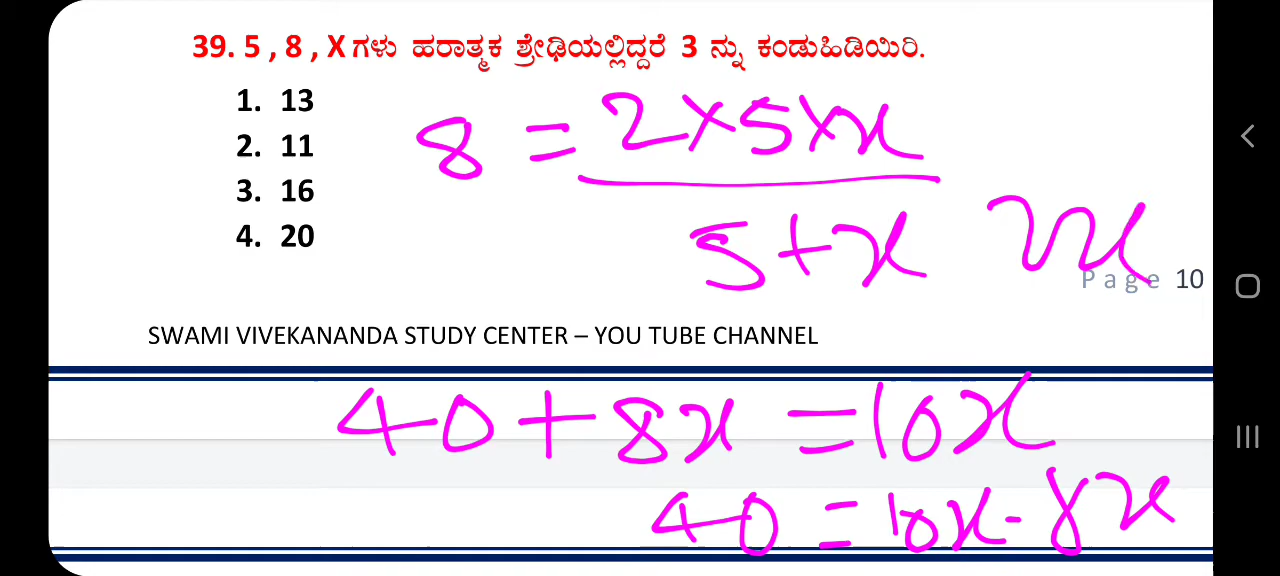 39. 5 , 8 , X ಗಳು ಹರಾತ್ಮಕ ಶ್ರೇಢಿಯಲ್ಲಿದ್ದರೆ 3 ನ್ನು ಕಂಡುಹಿಡಿಯಿರಿ.
1. 13
2. 11
3. 16
4. 20
8 = 2×5×x
5+x
Page 10
SWAMI VIVEKANANDA STUDY CENTER – YOU TUBE CHANNEL
40+8x =10x
40 =10x-8x